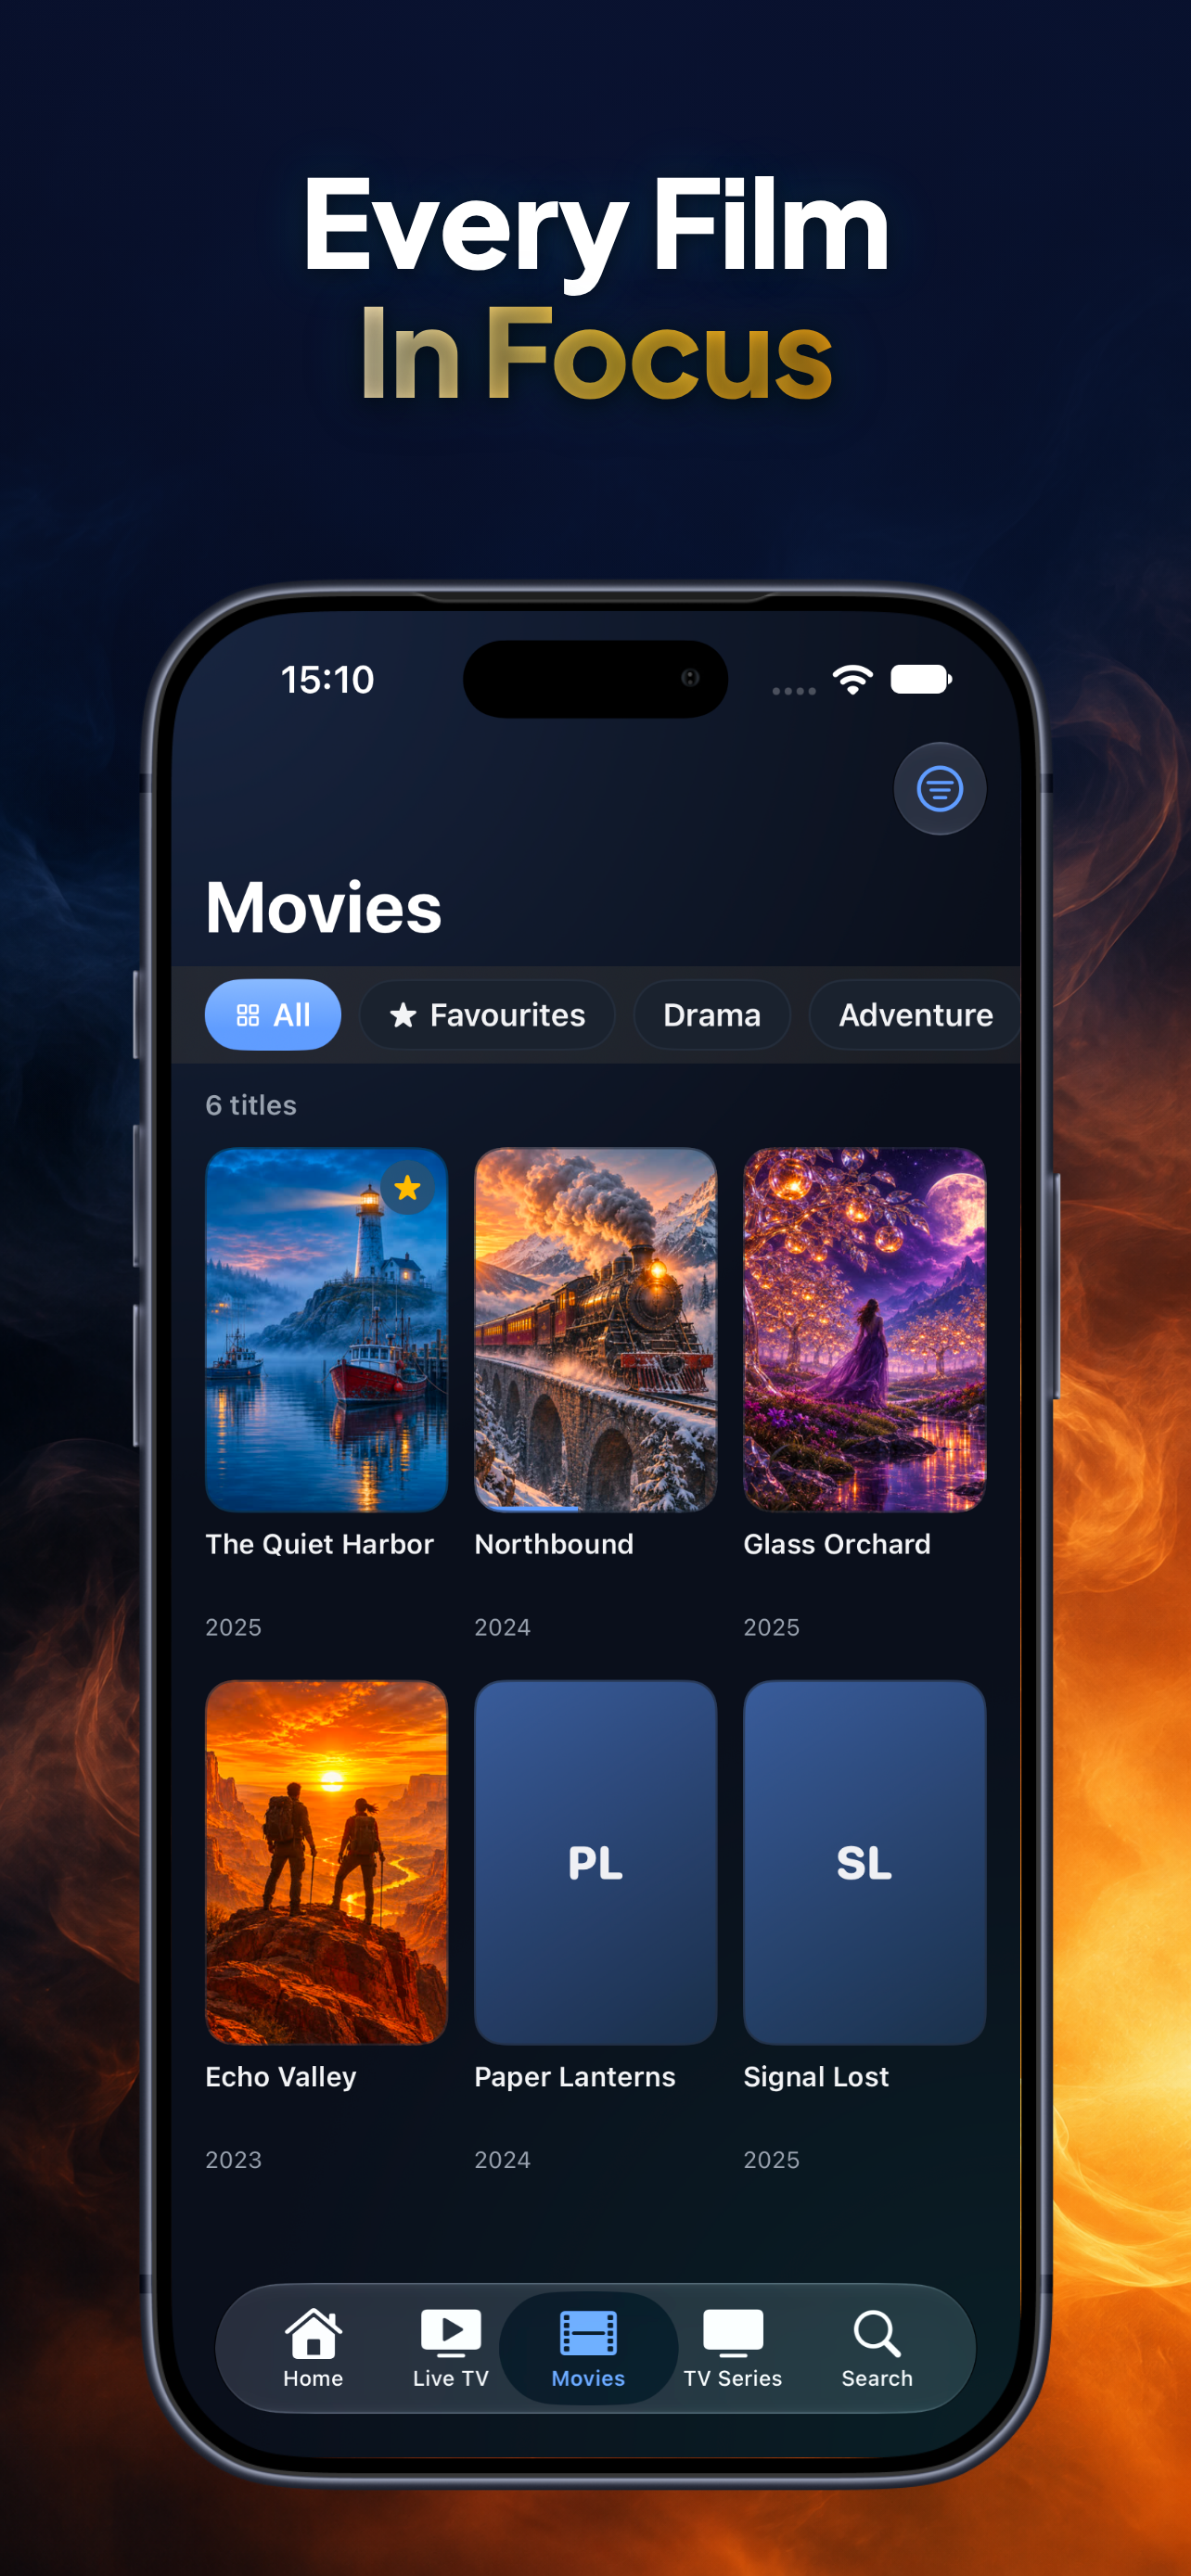 Every Film
In Focus
15:10
Movies
All
Favourites
Drama
Adventure
6 titles
The Quiet Harbor
Northbound
Glass Orchard
2025
2024
2025
PL
SL
Echo Valley
Paper Lanterns
Signal Lost
2023
2024
2025
Home
Live TV
Movies
TV Series
Search